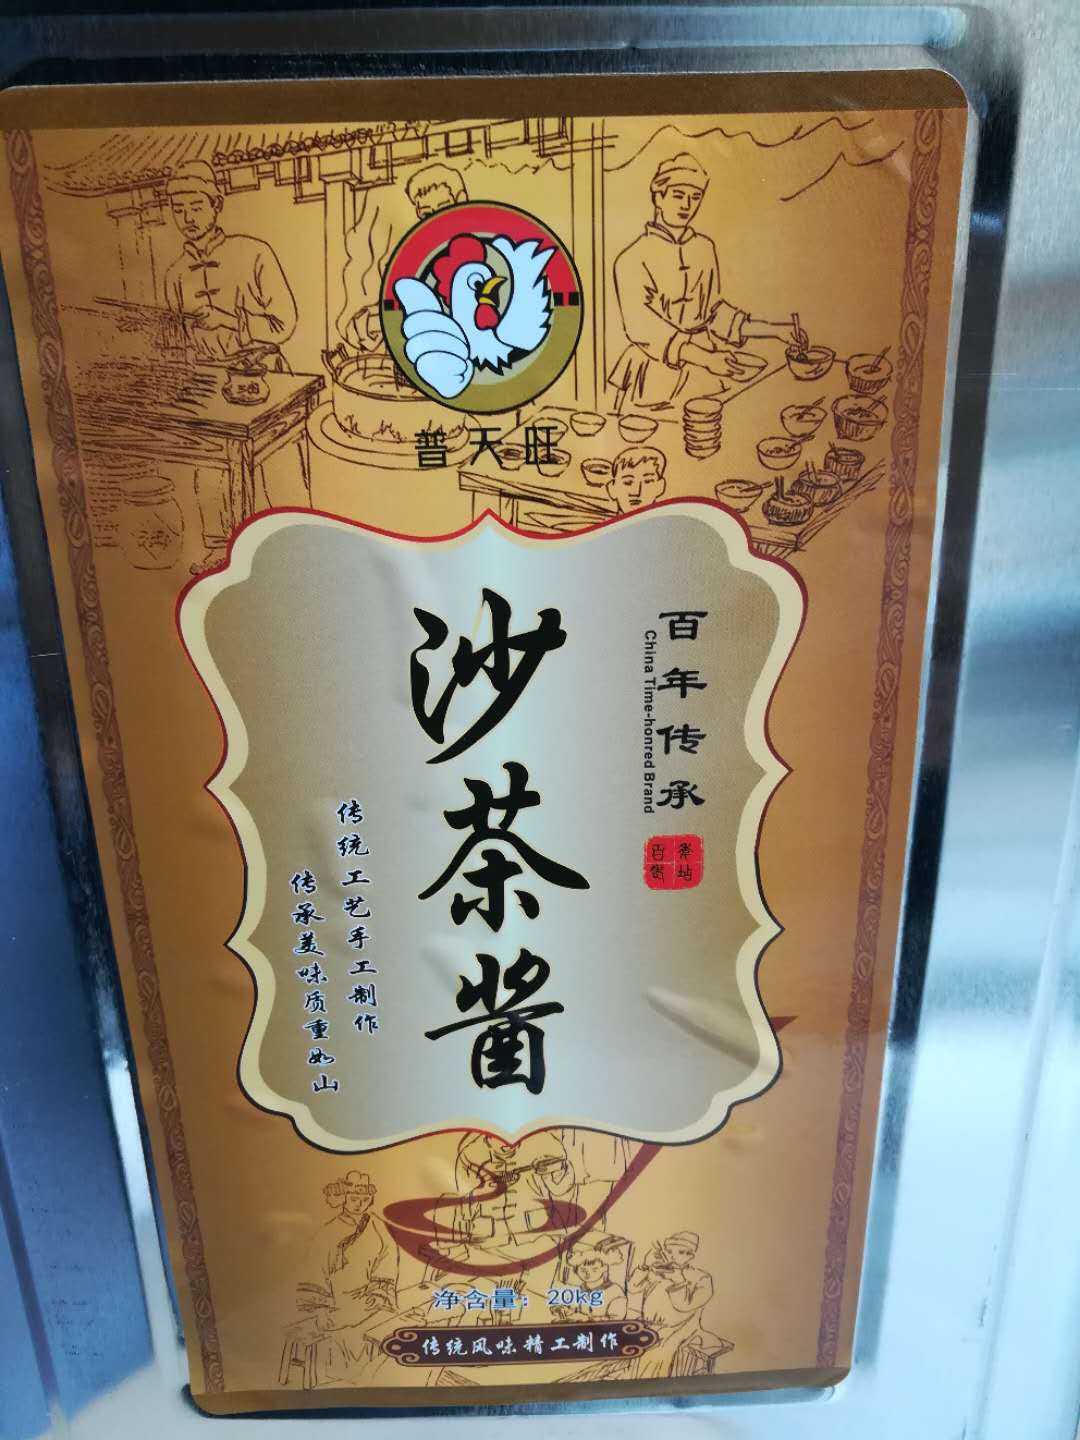 普天旺
百年传承
China Time-honred Brand
沙茶酱
传统工艺手工制作
传承美味质重如山
净含量：20kg
传统风味精工制作